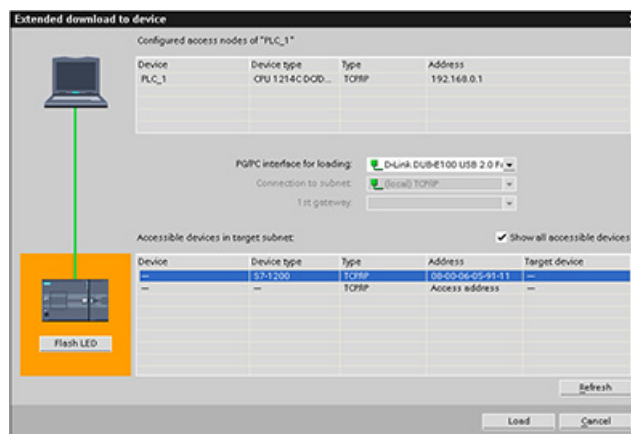 Extended download to device
Configured access nodes of "PLC_1"
Device Device type Type Address
PLC_1 CPU 1214C DC/D... TCP/IP 192.168.0.1
PG/PC interface for loading: D-Link DUB-E100 USB 2.0 Fa
Connection to subnet: (local) TCP/IP
1st gateway:
Accessible devices in target subnet: Show all accessible devices
Device Device type Type Address Target device
— S7-1200 TCP/IP 08-00-06-05-91-11 —
— — TCP/IP Access address —
Flash LED
Refresh
Load Cancel